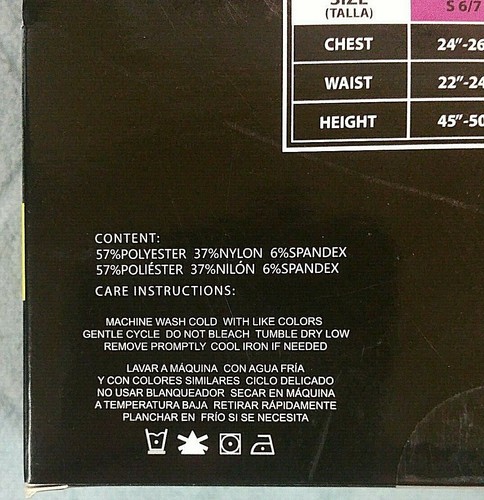 SIZE
(TALLA)
S 6/7
CHEST
24"-26
WAIST
22"-24
HEIGHT
45"-50
CONTENT:
57%POLYESTER 37%NYLON 6%SPANDEX
57%POLIÉSTER 37%NILÓN 6%SPANDEX
CARE INSTRUCTIONS:
MACHINE WASH COLD WITH LIKE COLORS
GENTLE CYCLE DO NOT BLEACH TUMBLE DRY LOW
REMOVE PROMPTLY COOL IRON IF NEEDED
LAVAR A MÁQUINA CON AGUA FRÍA
Y CON COLORES SIMILARES CICLO DELICADO
NO USAR BLANQUEADOR SECAR EN MÁQUINA
A TEMPERATURA BAJA RETIRAR RÁPIDAMENTE
PLANCHAR EN FRÍO SI SE NECESITA